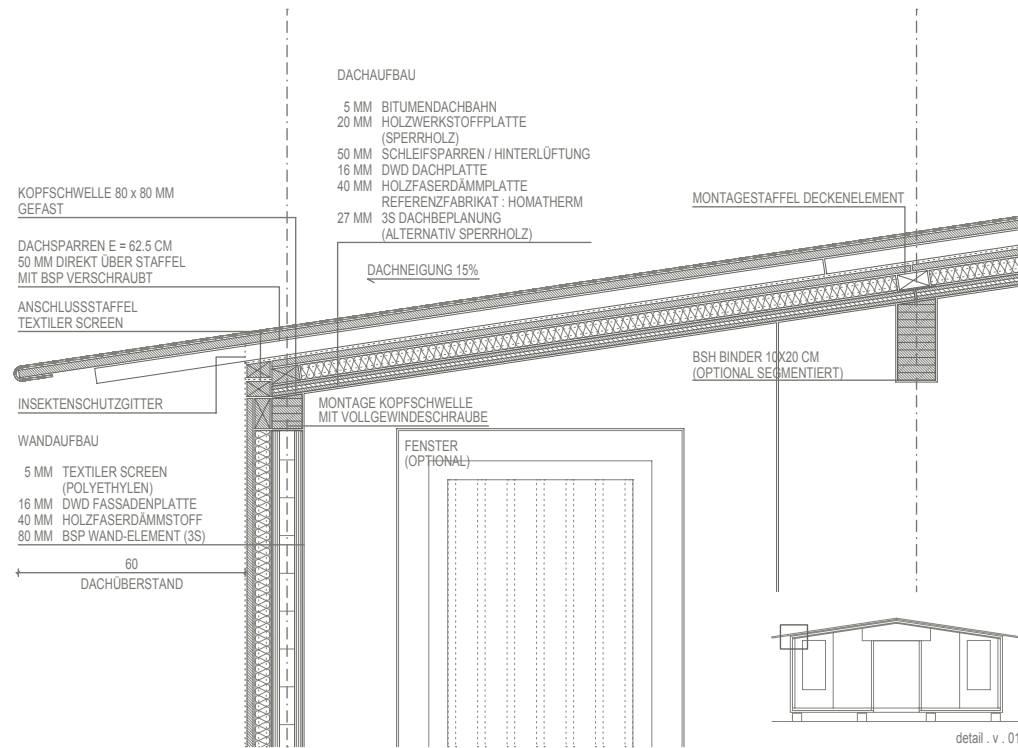 DACHAUFBAU
5 MM BITUMENDACHBAHN
20 MM HOLZWERKSTOFFPLATTE
(SPERRHOLZ)
50 MM SCHLEIFSPARREN / HINTERLÜFTUNG
16 MM DWD DACHPLATTE
40 MM HOLZFASERDÄMMPLATTE
REFERENZFABRIKAT : HOMATHERM
27 MM 3S DACHBEPLANUNG
(ALTERNATIV SPERRHOLZ)
DACHNEIGUNG 15%
KOPFSCHWELLE 80 x 80 MM
GEFAST
DACHSPARREN E = 62.5 CM
50 MM DIREKT ÜBER STAFFEL
MIT BSP VERSCHRAUBT
ANSCHLUSSSTAFFEL
TEXTILER SCREEN
INSEKTENSCHUTZGITTER
WANDAUFBAU
5 MM TEXTILER SCREEN
(POLYETHYLEN)
16 MM DWD FASSADENPLATTE
40 MM HOLZFASERDÄMMSTOFF
80 MM BSP WAND-ELEMENT (3S)
60
DACHÜBERSTAND
MONTAGE KOPFSCHWELLE
MIT VOLLGEWINDESCHRAUBE
FENSTER
(OPTIONAL)
MONTAGESTAFFEL DECKENELEMENT
BSH BINDER 10X20 CM
(OPTIONAL SEGMENTIERT)
detail . v . 01